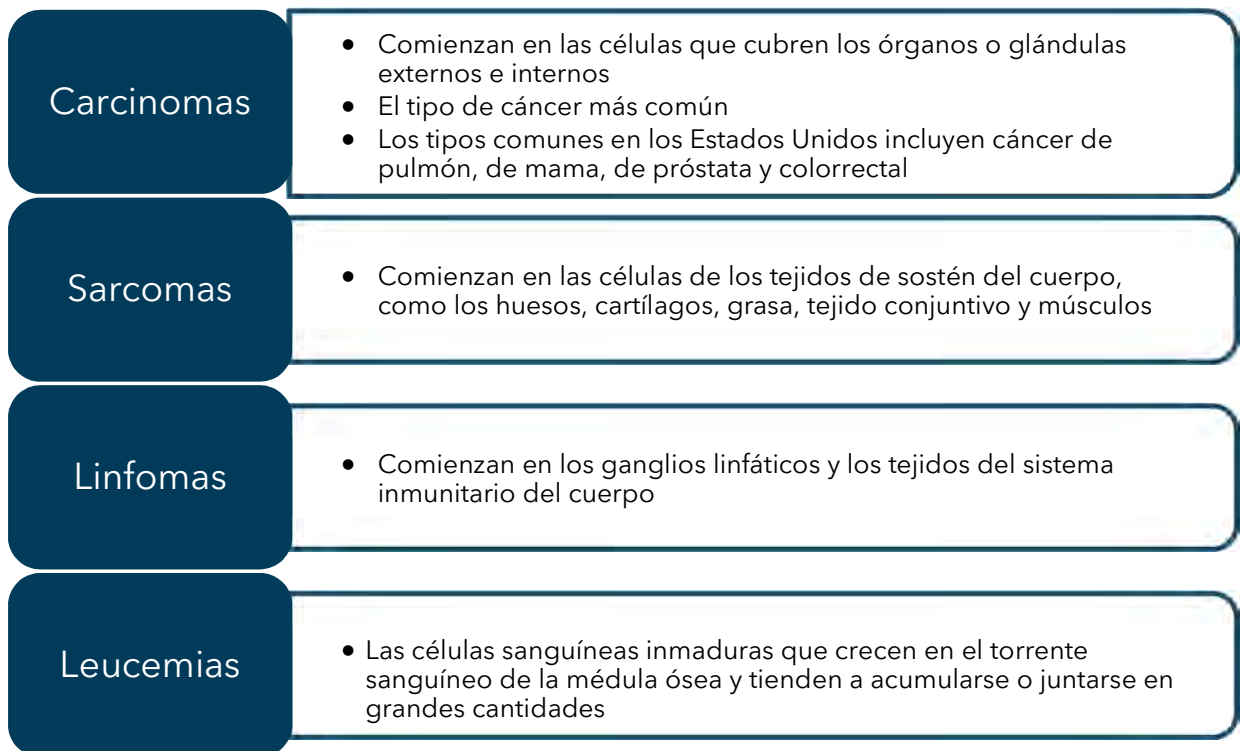 Carcinomas
• Comienzan en las células que cubren los órganos o glándulas
externos e internos
• El tipo de cáncer más común
• Los tipos comunes en los Estados Unidos incluyen cáncer de
pulmón, de mama, de próstata y colorrectal
Sarcomas
• Comienzan en las células de los tejidos de sostén del cuerpo,
como los huesos, cartílagos, grasa, tejido conjuntivo y músculos
Linfomas
• Comienzan en los ganglios linfáticos y los tejidos del sistema
inmunitario del cuerpo
Leucemias
• Las células sanguíneas inmaduras que crecen en el torrente
sanguíneo de la médula ósea y tienden a acumularse o juntarse en
grandes cantidades